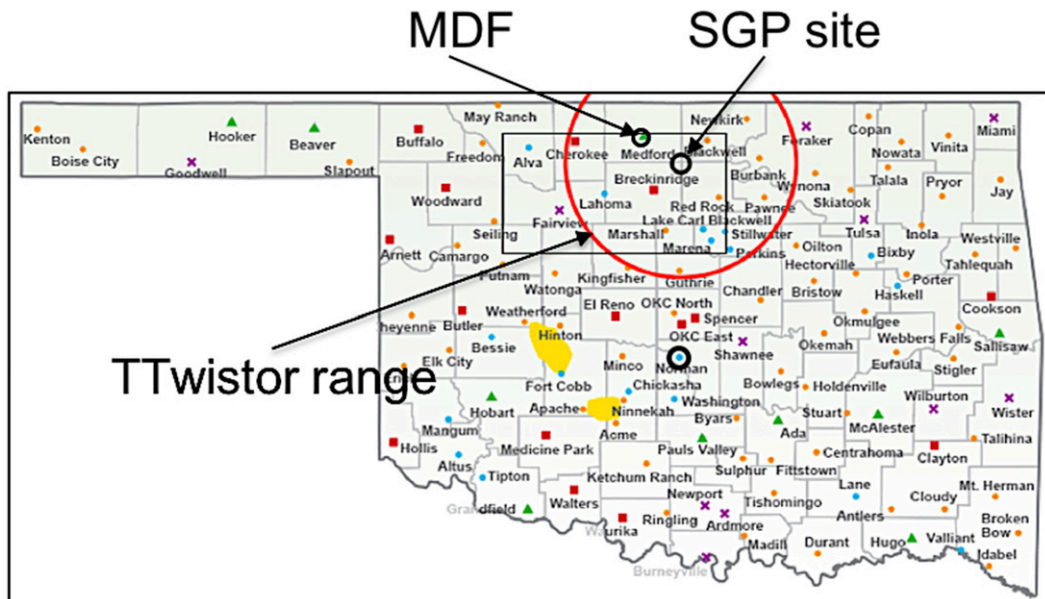 MDF
SGP site
Kenton
Boise City
Hooker
Goodwell
Beaver
Slapout
May Ranch
Buffalo
Freedom
Alva
Cherokee
Medford
Newkirk
Blackwell
Foraker
Copan
Miami
Nowata
Vinita
Breckinridge
Burbank
Wynona
Talala
Pryor
Jay
Woodward
Lahoma
Red Rock
Pawnee
Skiatook
Fairview
Lake Carl Blackwell
Seiling
Marshall
Stillwater
Tulsa
Inola
Marena
Perkins
Oilton
Bixby
Westville
Arnett
Camargo
Putnam
Kingfisher
Guthrie
Hectorville
Tahlequah
Watonga
Chandler
Bristow
Haskell
Porter
El Reno
OKC North
Cookson
Weatherford
Spencer
Okmulgee
heyenne
Butler
Hinton
OKC East
Okemah
Webbers Falls
Sallisaw
Bessie
Norman
Shawnee
Elk City
Minco
Eufaula
Stigler
TTwistor range
Fort Cobb
Chickasha
Bowlegs
Holdenville
Wilburton
Hobart
Apache
Ninnekah
Washington
Byars
Stuart
McAlester
Wister
Mangum
Acme
Ada
Talihina
Hollis
Medicine Park
Pauls Valley
Centrahoma
Clayton
Altus
Sulphur
Fittstown
Tipton
Ketchum Ranch
Lane
Mt. Herman
Grandfield
Walters
Newport
Tishomingo
Cloudy
Ringling
Ardmore
Antlers
Broken
Bow
Waurika
Madill
Durant
Hugo
Valliant
Idabel
Burneyville